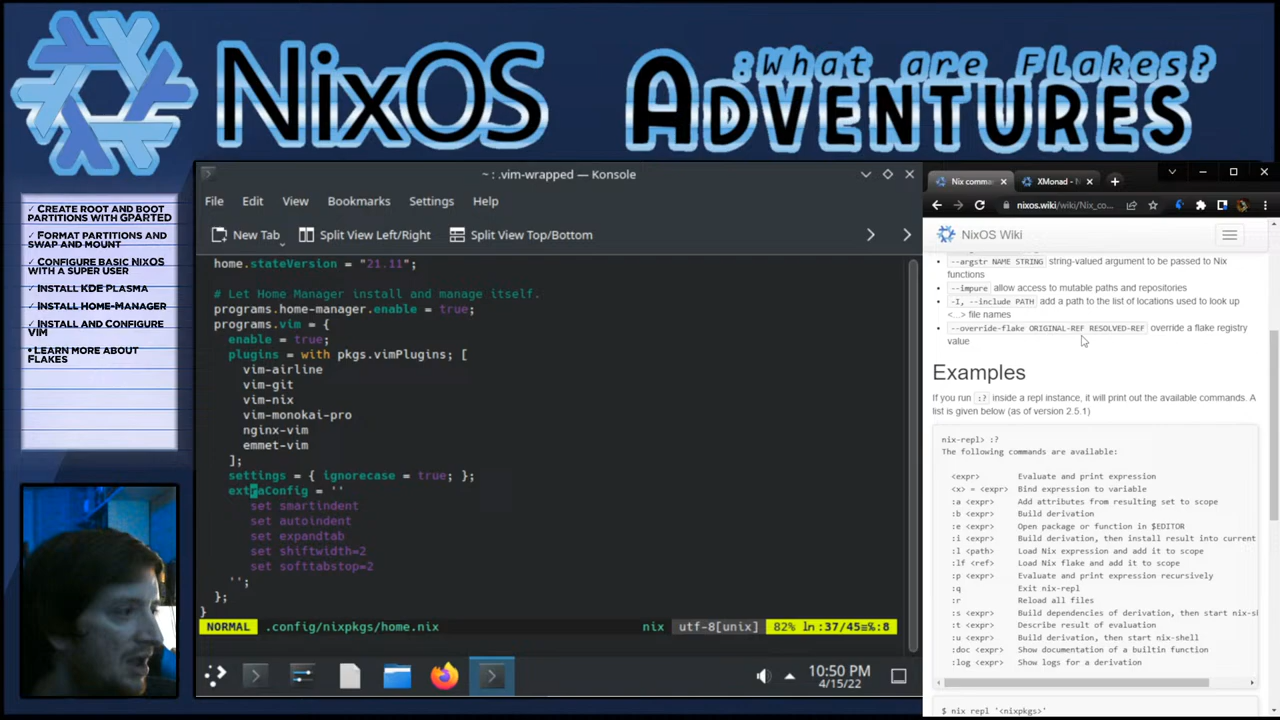 NixOS
:What are Flakes?
ADVENTURES
✓ CREATE ROOT AND BOOT
PARTITIONS WITH GPARTED
✓ FORMAT PARTITIONS AND
SWAP AND MOUNT
✓ CONFIGURE BASIC NIXOS
WITH A SUPER USER
✓ INSTALL KDE PLASMA
✓ INSTALL HOME-MANAGER
✓ INSTALL AND CONFIGURE
VIM
• LEARN MORE ABOUT
FLAKES
~ : .vim-wrapped — Konsole
File Edit View Bookmarks Settings Help
New Tab Split View Left/Right Split View Top/Bottom
home.stateVersion = "21.11";
# Let Home Manager install and manage itself.
programs.home-manager.enable = true;
programs.vim = {
enable = true;
plugins = with pkgs.vimPlugins; [
vim-airline
vim-git
vim-nix
vim-monokai-pro
nginx-vim
emmet-vim
];
settings = { ignorecase = true; };
extraConfig = ''
set smartindent
set autoindent
set expandtab
set shiftwidth=2
set softtabstop=2
'';
};
}
NORMAL .config/nixpkgs/home.nix nix utf-8[unix] 82% ln:37/45≡%:8
10:50 PM
4/15/22
Nix comma XMonad - N
nixos.wiki/wiki/Nix_co...
NixOS Wiki
--argstr NAME STRING string-valued argument to be passed to Nix
functions
--impure allow access to mutable paths and repositories
-I, --include PATH add a path to the list of locations used to look up
<...> file names
--override-flake ORIGINAL-REF RESOLVED-REF override a flake registry
value
Examples
If you run :? inside a repl instance, it will print out the available commands. A
list is given below (as of version 2.5.1)
nix-repl> :?
The following commands are available:
<expr> Evaluate and print expression
<x> = <expr> Bind expression to variable
:a <expr> Add attributes from resulting set to scope
:b <expr> Build derivation
:e <expr> Open package or function in $EDITOR
:i <expr> Build derivation, then install result into current
:l <path> Load Nix expression and add it to scope
:lf <ref> Load Nix flake and add it to scope
:p <expr> Evaluate and print expression recursively
:q Exit nix-repl
:r Reload all files
:s <expr> Build dependencies of derivation, then start nix-s
:t <expr> Describe result of evaluation
:u <expr> Build derivation, then start nix-shell
:doc <expr> Show documentation of a builtin function
:log <expr> Show logs for a derivation
$ nix repl '<nixpkgs>'